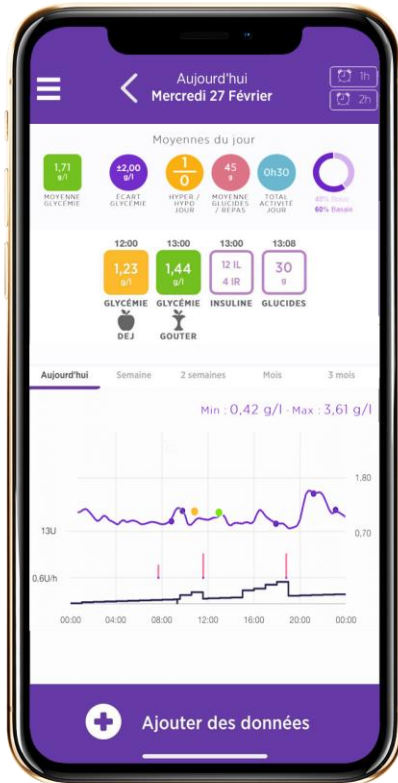 Aujourd'hui
Mercredi 27 Février
1h
2h
Moyennes du jour
1,71
g/l
±2,00
g/l
1
0
45
g
0h30
MOYENNE
GLYCÉMIE
ÉCART
GLYCÉMIE
HYPER /
HYPO
JOUR
MOYENNE
GLUCIDES
/ REPAS
TOTAL
ACTIVITÉ
JOUR
40% Bolus
60% Basale
12:00 13:00 13:00 13:08
1,23
g/l
1,44
g/l
12 IL
4 IR
30
g
GLYCÉMIE GLYCÉMIE INSULINE GLUCIDES
DEJ GOUTER
Aujourd'hui Semaine 2 semaines Mois 3 mois
Min : 0,42 g/l - Max : 3,61 g/l
1,80
13U
0,70
0.6U/h
00:00 04:00 08:00 12:00 16:00 20:00 00:00
Ajouter des données